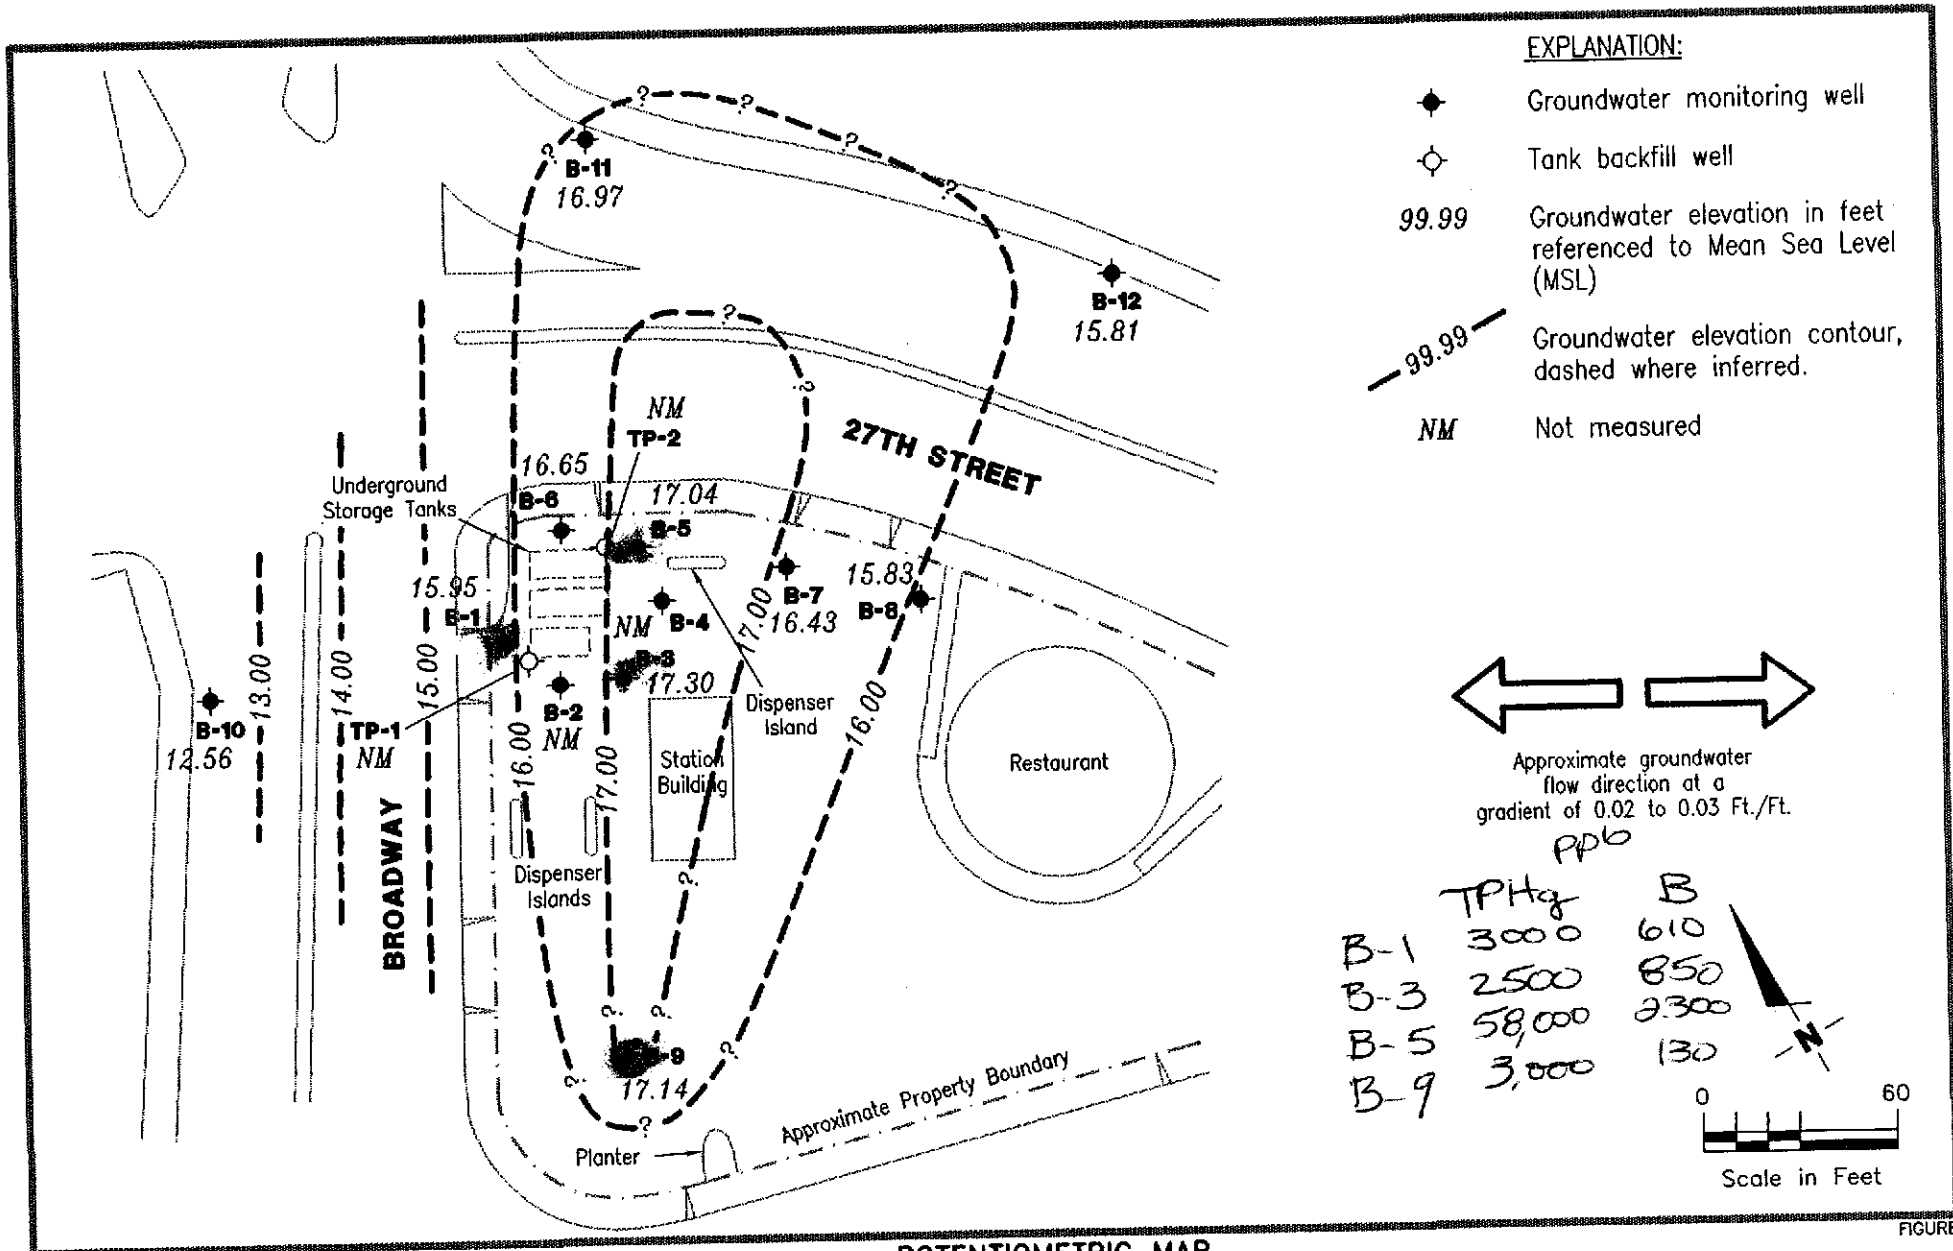 EXPLANATION:
Groundwater monitoring well
Tank backfill well
99.99
Groundwater elevation in feet
referenced to Mean Sea Level
(MSL)
99.99
Groundwater elevation contour,
dashed where inferred.
NM
Not measured
?
?
?
?
?
B-11
16.97
B-12
15.81
?
?
NM
TP-2
27TH STREET
16.65
B-6
Underground
Storage Tanks
17.04
B-5
15.95
B-1
B-7
16.43
15.83
B-8
NM
B-4
B-3
17.30
17.00
Dispenser
Island
B-10
12.56
13.00
14.00
15.00
TP-1
NM
B-2
NM
16.00
17.00
16.00
Station
Building
Restaurant
BROADWAY
Dispenser
Islands
?
?
?
?
?
?
B-9
17.14
Planter
Approximate Property Boundary
Approximate groundwater
flow direction at a
gradient of 0.02 to 0.03 Ft./Ft.
ppb
TPHg B
B-1 3000 610
B-3 2500 850
B-5 58,000 2300
B-9 3,000 130
N
0 60
Scale in Feet
FIGURE
POTENTIOMETRIC MAP